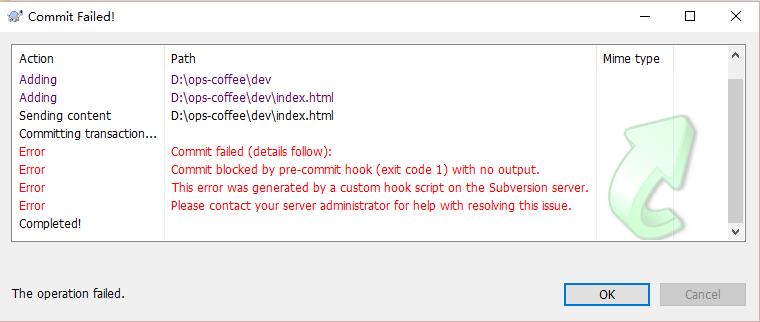 Commit Failed!
Action Path Mime type
Adding D:\ops-coffee\dev
Adding D:\ops-coffee\dev\index.html
Sending content D:\ops-coffee\dev\index.html
Committing transaction...
Error Commit failed (details follow):
Error Commit blocked by pre-commit hook (exit code 1) with no output.
Error This error was generated by a custom hook script on the Subversion server.
Error Please contact your server administrator for help with resolving this issue.
Completed!
The operation failed. OK Cancel